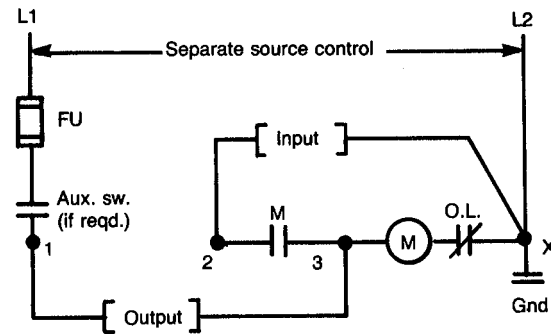 L1
L2
Separate source control
FU
Input
Aux. sw.
(if reqd.)
M
O.L.
M
1
2
3
X
Output
Gnd